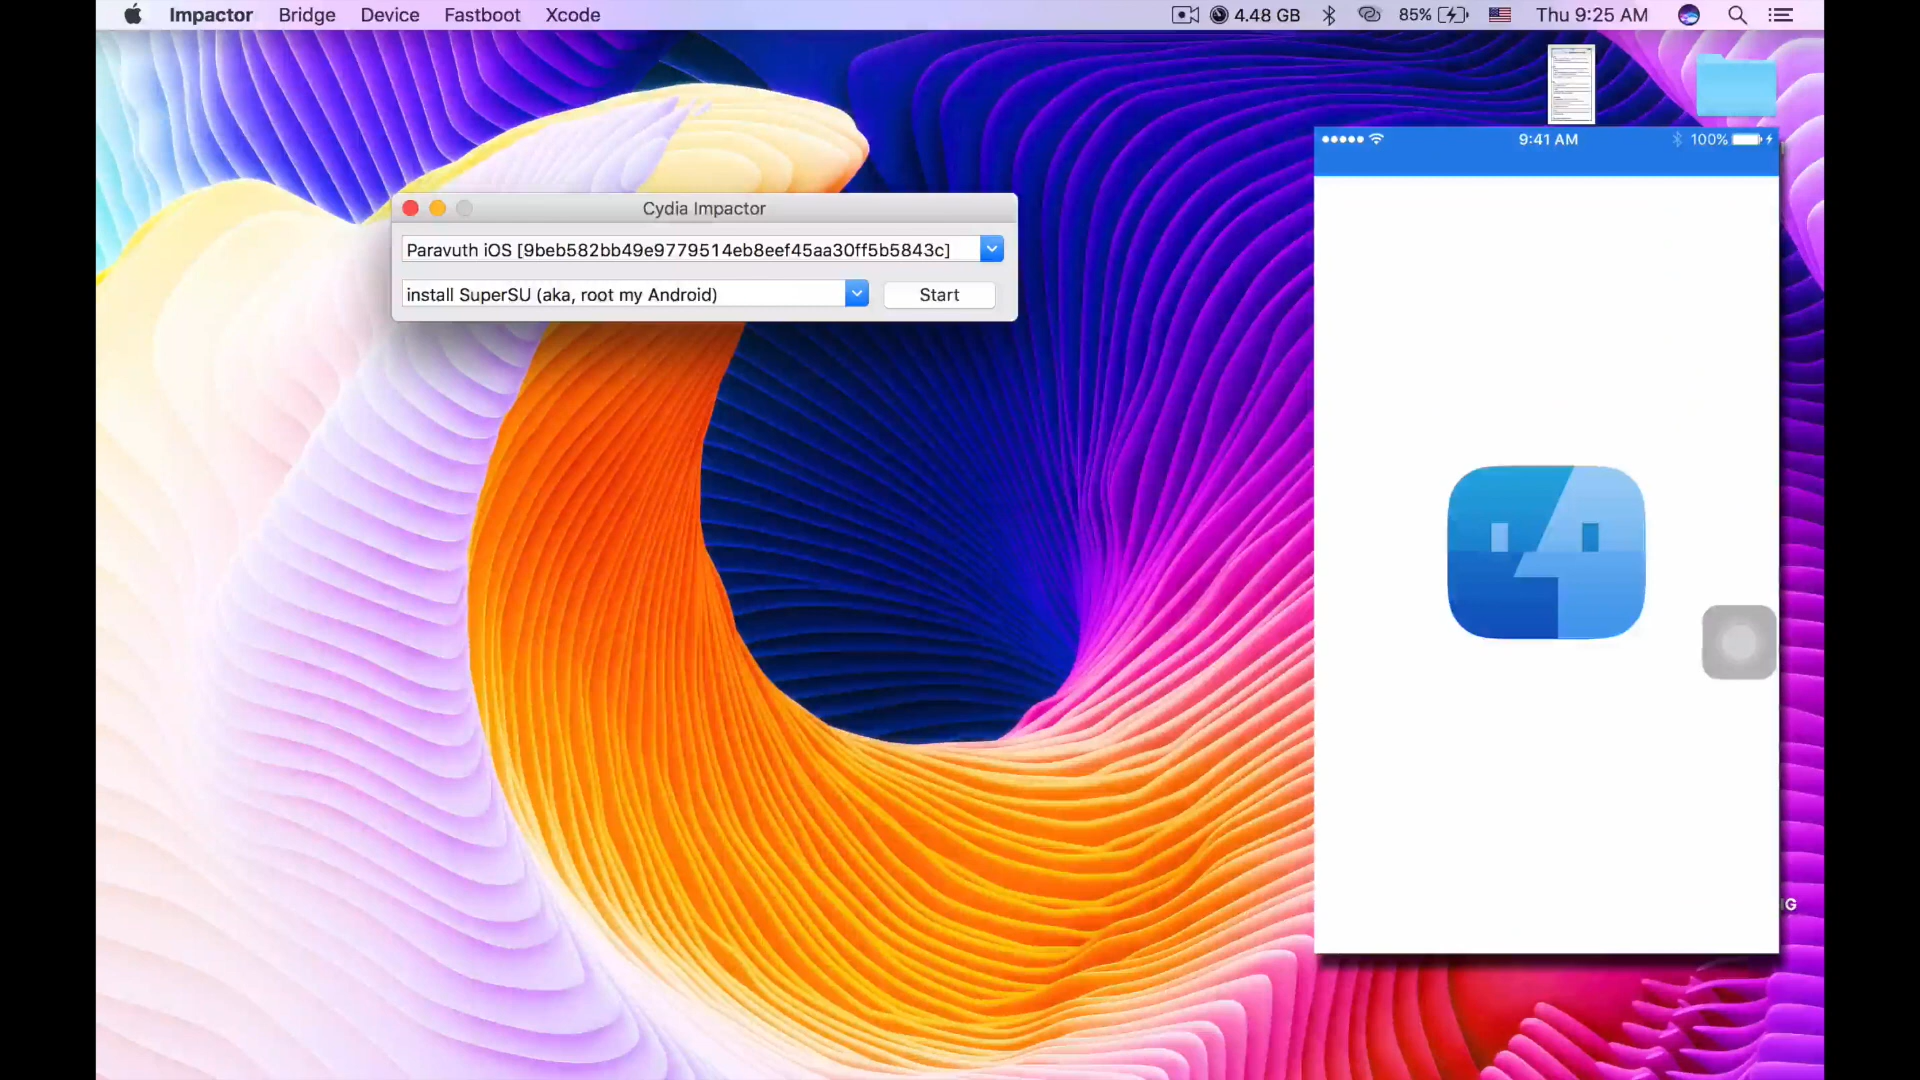 Impactor Bridge Device Fastboot Xcode 4.48 GB 85% Thu 9:25 AM
9:41 AM 100%
Cydia Impactor
Paravuth iOS [9beb582bb49e9779514eb8eef45aa30ff5b5843c]
install SuperSU (aka, root my Android) Start
G